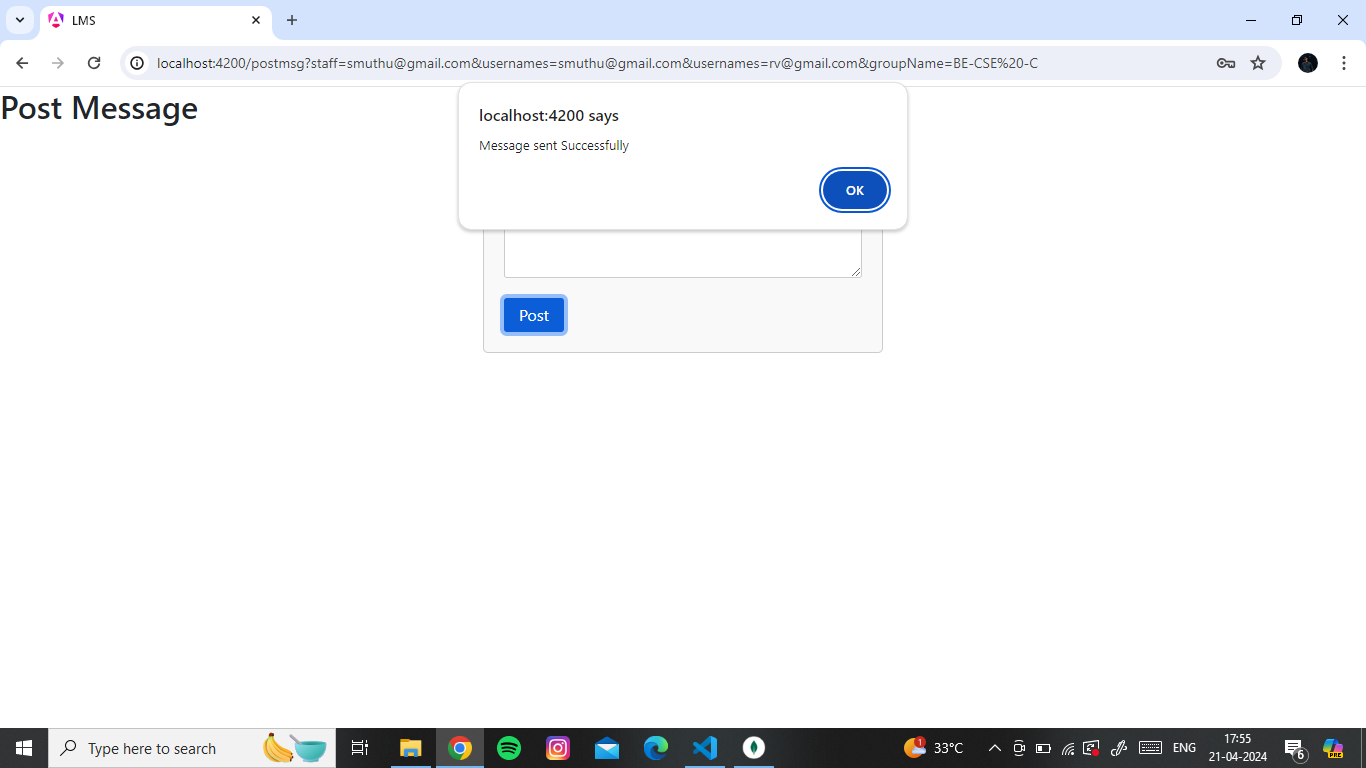 LMS
localhost:4200/postmsg?staff=smuthu@gmail.com&usernames=smuthu@gmail.com&usernames=rv@gmail.com&groupName=BE-CSE%20-C
Post Message
localhost:4200 says
Message sent Successfully
OK
Post
Type here to search
1
33°C
ENG
17:55
21-04-2024
6
PRE